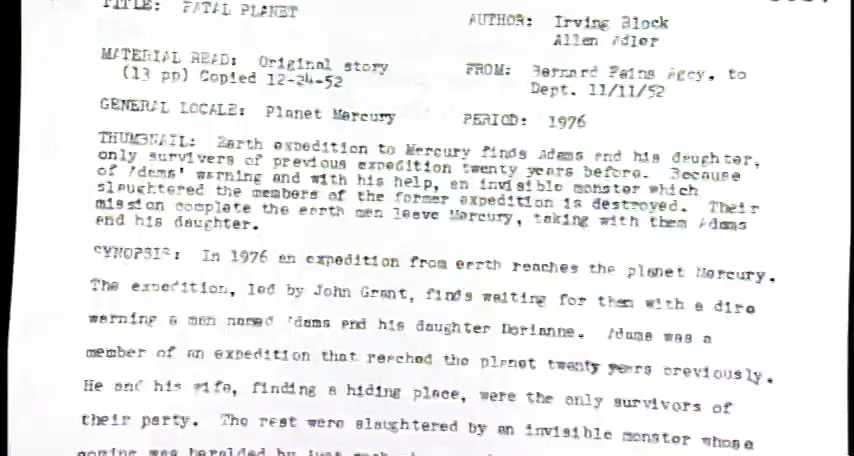 TITLE: FATAL PLANET
AUTHOR: Irving Block
Allen Adler
MATERIAL READ: Original story
(13 pp) Copied 12-24-52
FROM: Bernard Feins Agcy. to
Dept. 11/11/52
GENERAL LOCALE: Planet Mercury
PERIOD: 1976
THUMBNAIL: Earth expedition to Mercury finds Adams and his daughter,
only survivers of previous expedition twenty years before. Because
of Adams' warning and with his help, an invisible monster which
slaughtered the members of the former expedition is destroyed. Their
mission complete the earth men leave Mercury, taking with them Adams
and his daughter.
SYNOPSIS: In 1976 an expedition from earth reaches the planet Mercury.
The expedition, led by John Grant, finds waiting for them with a dire
warning a man named Adams and his daughter Dorianne. Adams was a
member of an expedition that reached the planet twenty years previously.
He and his wife, finding a hiding place, were the only survivors of
their party. The rest were slaughtered by an invisible monster whose
coming was heralded by